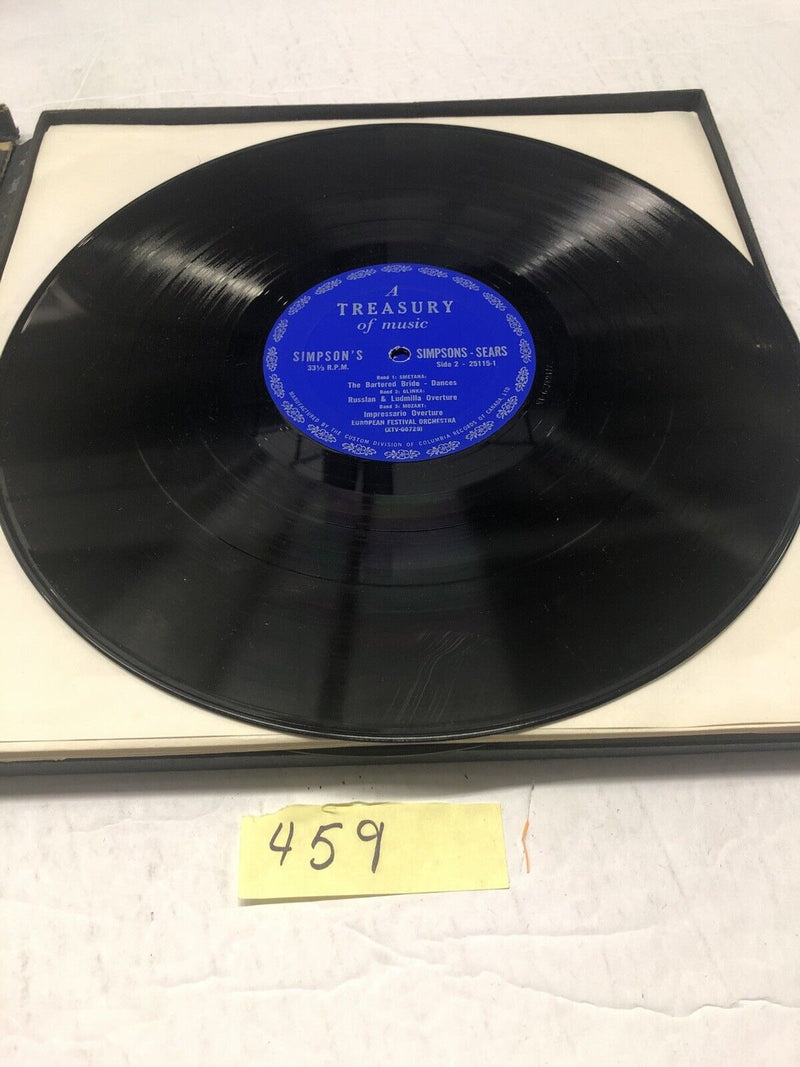 A
TREASURY
of music
SIMPSON'S SIMPSONS-SEARS
33⅓ R.P.M. Side 2 - 25115-1
Band 1: SMETANA:
The Bartered Bride - Dances
Band 2: GLINKA:
Russlan & Ludmilla Overture
Band 3: MOZART:
Impressario Overture
EUROPEAN FESTIVAL ORCHESTRA
(XTV-60729)
MANUFACTURED BY THE CUSTOM DIVISION OF COLUMBIA RECORDS OF CANADA, LTD
459